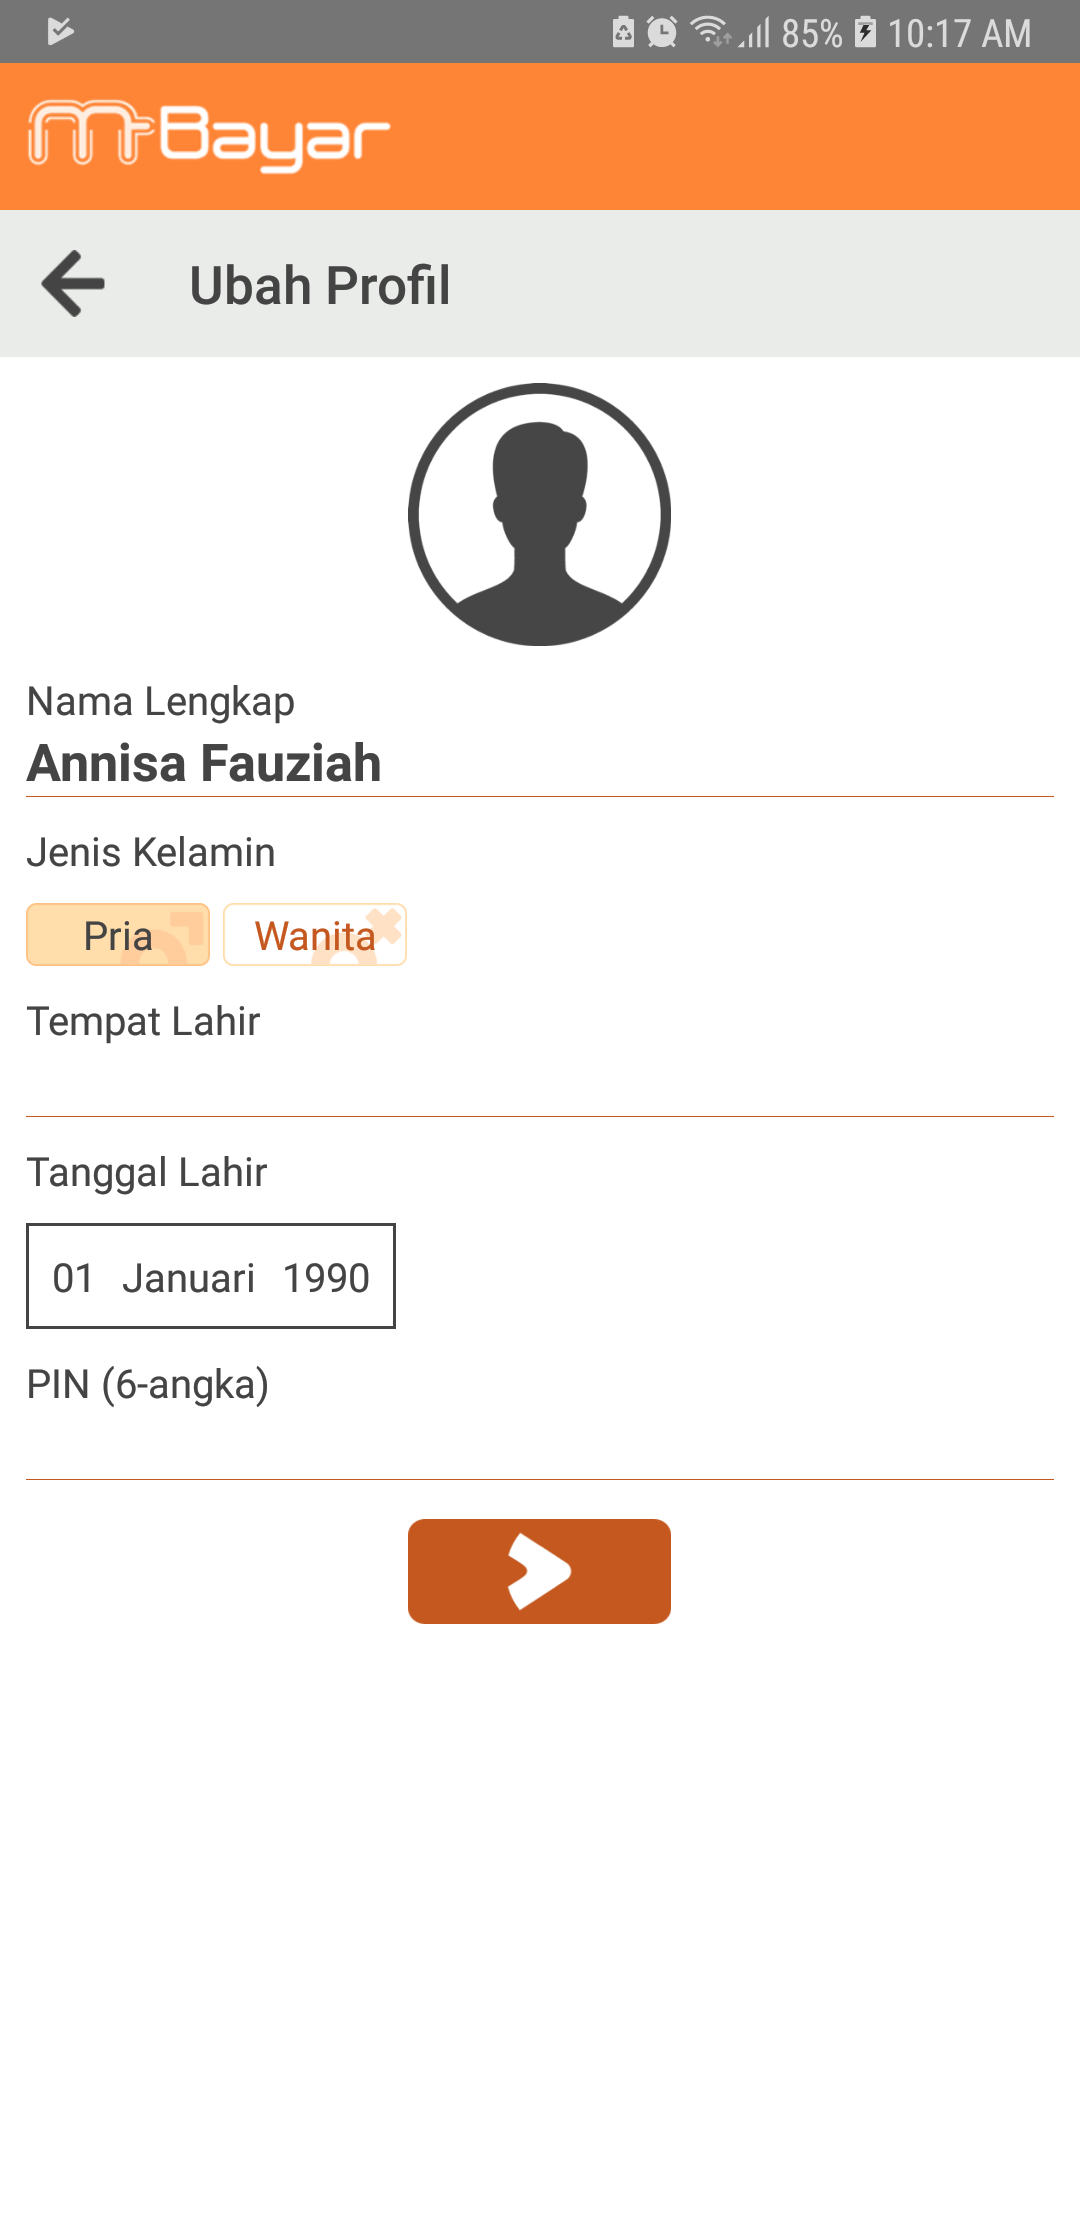 85% 10:17 AM
m-Bayar
Ubah Profil
Nama Lengkap
Annisa Fauziah
Jenis Kelamin
Pria Wanita
Tempat Lahir
Tanggal Lahir
01 Januari 1990
PIN (6-angka)